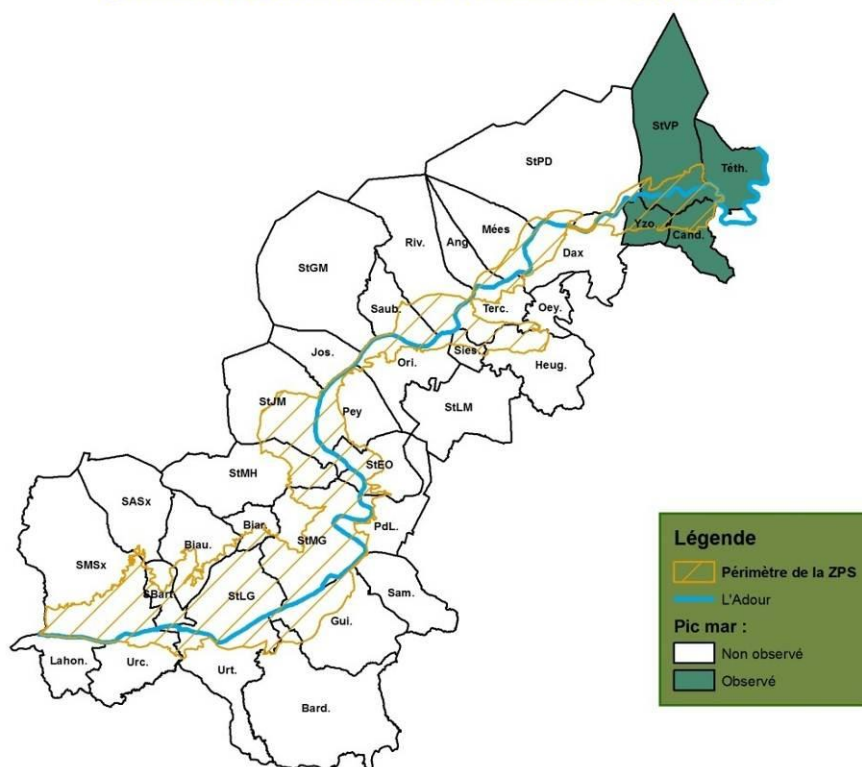 StVP
Téth.
StPD
Yzo.
Cand.
Mées
Ang
Riv.
Dax
StGM
Saub.
Terc.
Oey.
Jos.
Ori.
Sies.
Heug.
StJM
Pey
StLM
StMH
StEO
SASx
Biar.
StMG
PdL.
Biau.
SMSx
SBart
StLG
Sam.
Gui.
Lahon.
Urc.
Urt.
Bard.
Légende
Périmètre de la ZPS
L'Adour
Pic mar :
Non observé
Observé